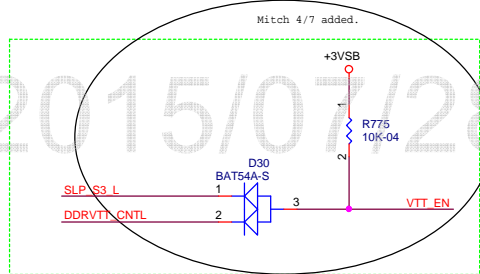 Mitch 4/7 added.
+3VSB
2015/07/28
1
R775
10K-04
2
D30
BAT54A-S
SLP_S3_L
1
3
VTT_EN
DDRVTT_CNTL
2